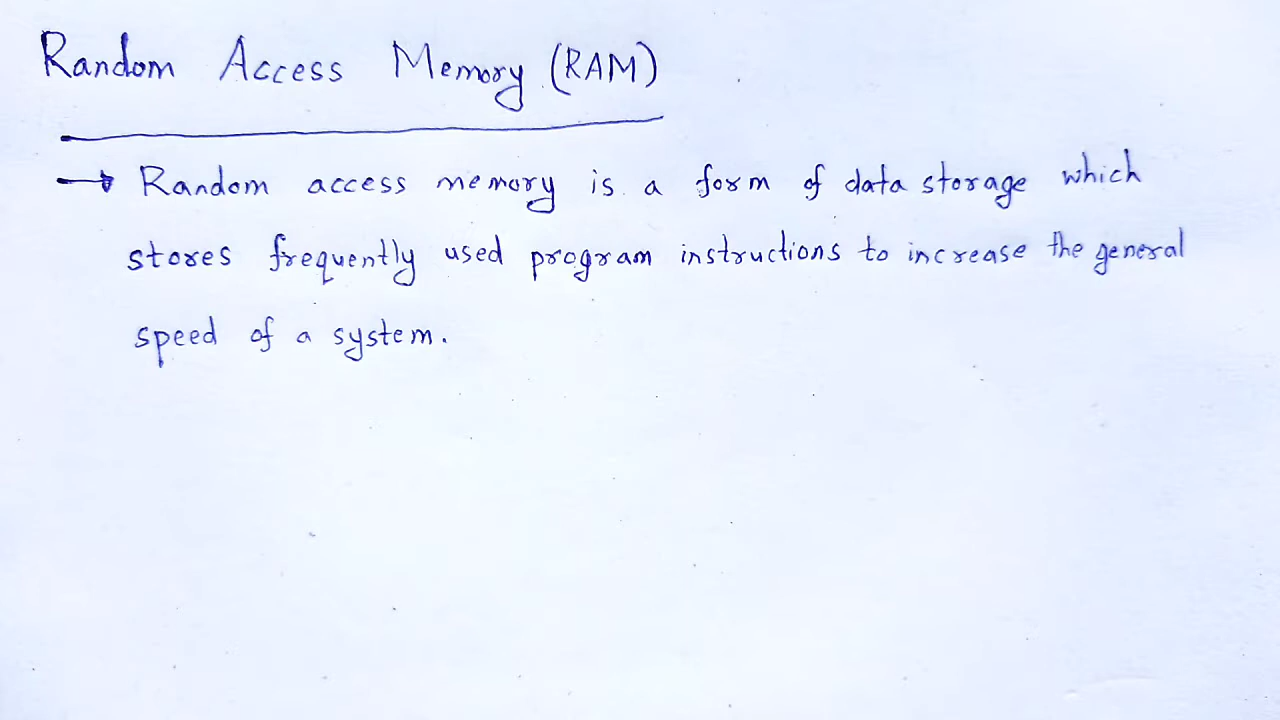 Random Access Memory (RAM)
→ Random access memory is a form of data storage which
stores frequently used program instructions to increase the general
speed of a system.